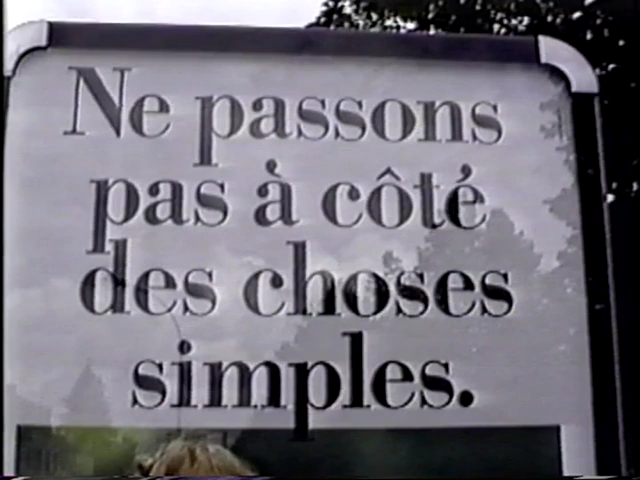 Ne passons
pas à côté
des choses
simples.